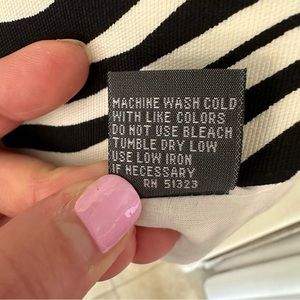 MACHINE WASH COLD
WITH LIKE COLORS
DO NOT USE BLEACH
TUMBLE DRY LOW
USE LOW IRON
IF NECESSARY
RN 51323